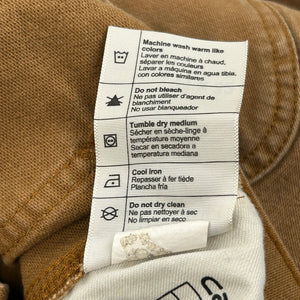 Machine wash warm like
colors
Laver en machine à chaud,
séparer les couleurs
Lavar a máquina en agua tibia,
con colores similares
Do not bleach
Ne pas utiliser d'agent de
blanchiment
No usar blanqueador
Tumble dry medium
Sécher en sèche-linge à
température moyenne
Secar en secadora a
temperatura moderada
Cool iron
Repasser à fer tiède
Plancha fría
Do not dry clean
Ne pas nettoyer à sec
No limpiar en seco